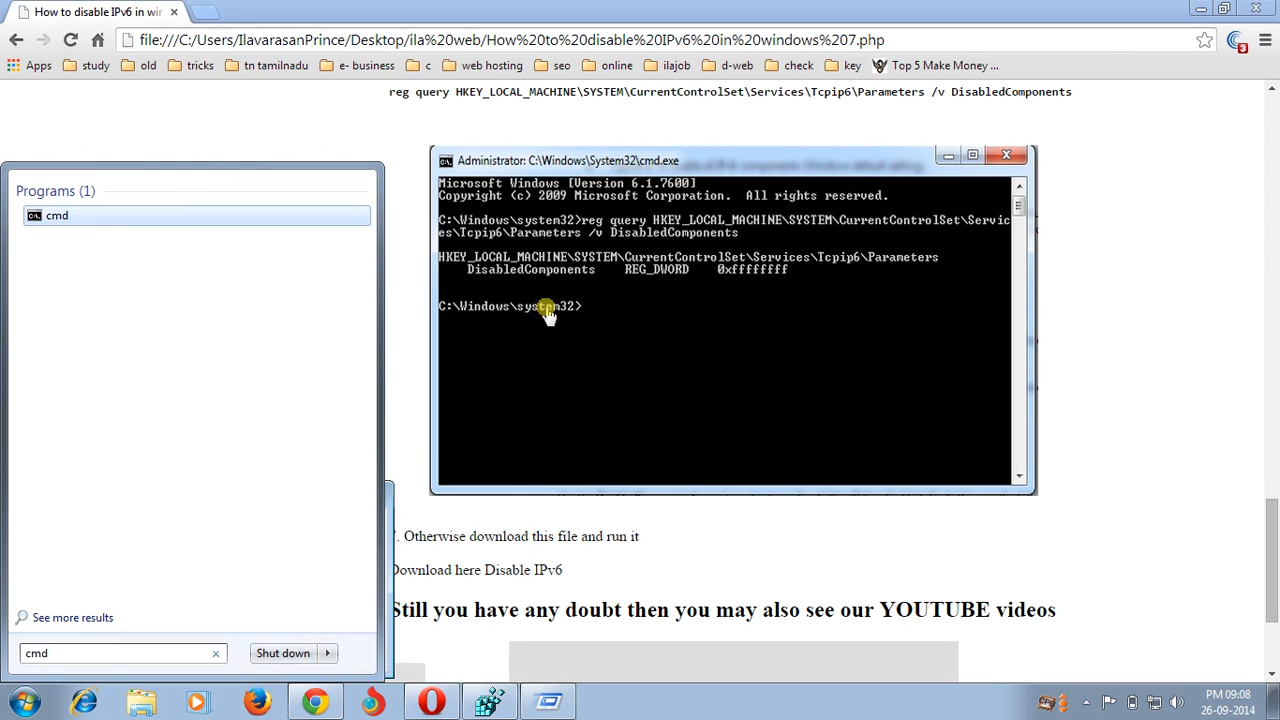 How to disable IPv6 in wir
file:///C:/Users/IlavarasanPrince/Desktop/ila%20web/How%20to%20disable%20IPv6%20in%20windows%207.php
3
Apps study old tricks tn tamilnadu e- business c web hosting seo online ilajob d-web check key Top 5 Make Money ...
reg query HKEY_LOCAL_MACHINE\SYSTEM\CurrentControlSet\Services\Tcpip6\Parameters /v DisabledComponents
Administrator: C:\Windows\System32\cmd.exe
Microsoft Windows [Version 6.1.7600]
Copyright (c) 2009 Microsoft Corporation. All rights reserved.
C:\Windows\system32>reg query HKEY_LOCAL_MACHINE\SYSTEM\CurrentControlSet\Servic
es\Tcpip6\Parameters /v DisabledComponents
HKEY_LOCAL_MACHINE\SYSTEM\CurrentControlSet\Services\Tcpip6\Parameters
DisabledComponents REG_DWORD 0xffffffff
C:\Windows\system32>
Programs (1)
cmd
See more results
cmd
Shut down
. Otherwise download this file and run it
Download here Disable IPv6
Still you have any doubt then you may also see our YOUTUBE videos
PM 09:08
26-09-2014